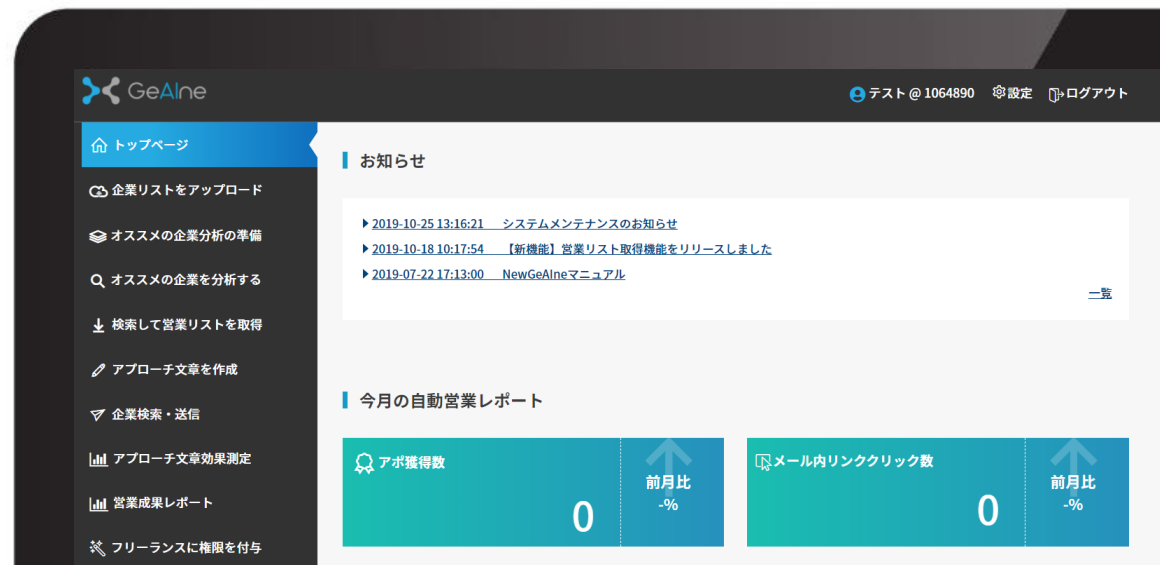 GeAIne
テスト @ 1064890 設定 ログアウト
トップページ
企業リストをアップロード
オススメの企業分析の準備
オススメの企業を分析する
検索して営業リストを取得
アプローチ文章を作成
企業検索・送信
アプローチ文章効果測定
営業成果レポート
フリーランスに権限を付与
お知らせ
2019-10-25 13:16:21 システムメンテナンスのお知らせ
2019-10-18 10:17:54 【新機能】営業リスト取得機能をリリースしました
2019-07-22 17:13:00 NewGeAIneマニュアル
一覧
今月の自動営業レポート
アポ獲得数
0
前月比
-%
メール内リンククリック数
0
前月比
-%